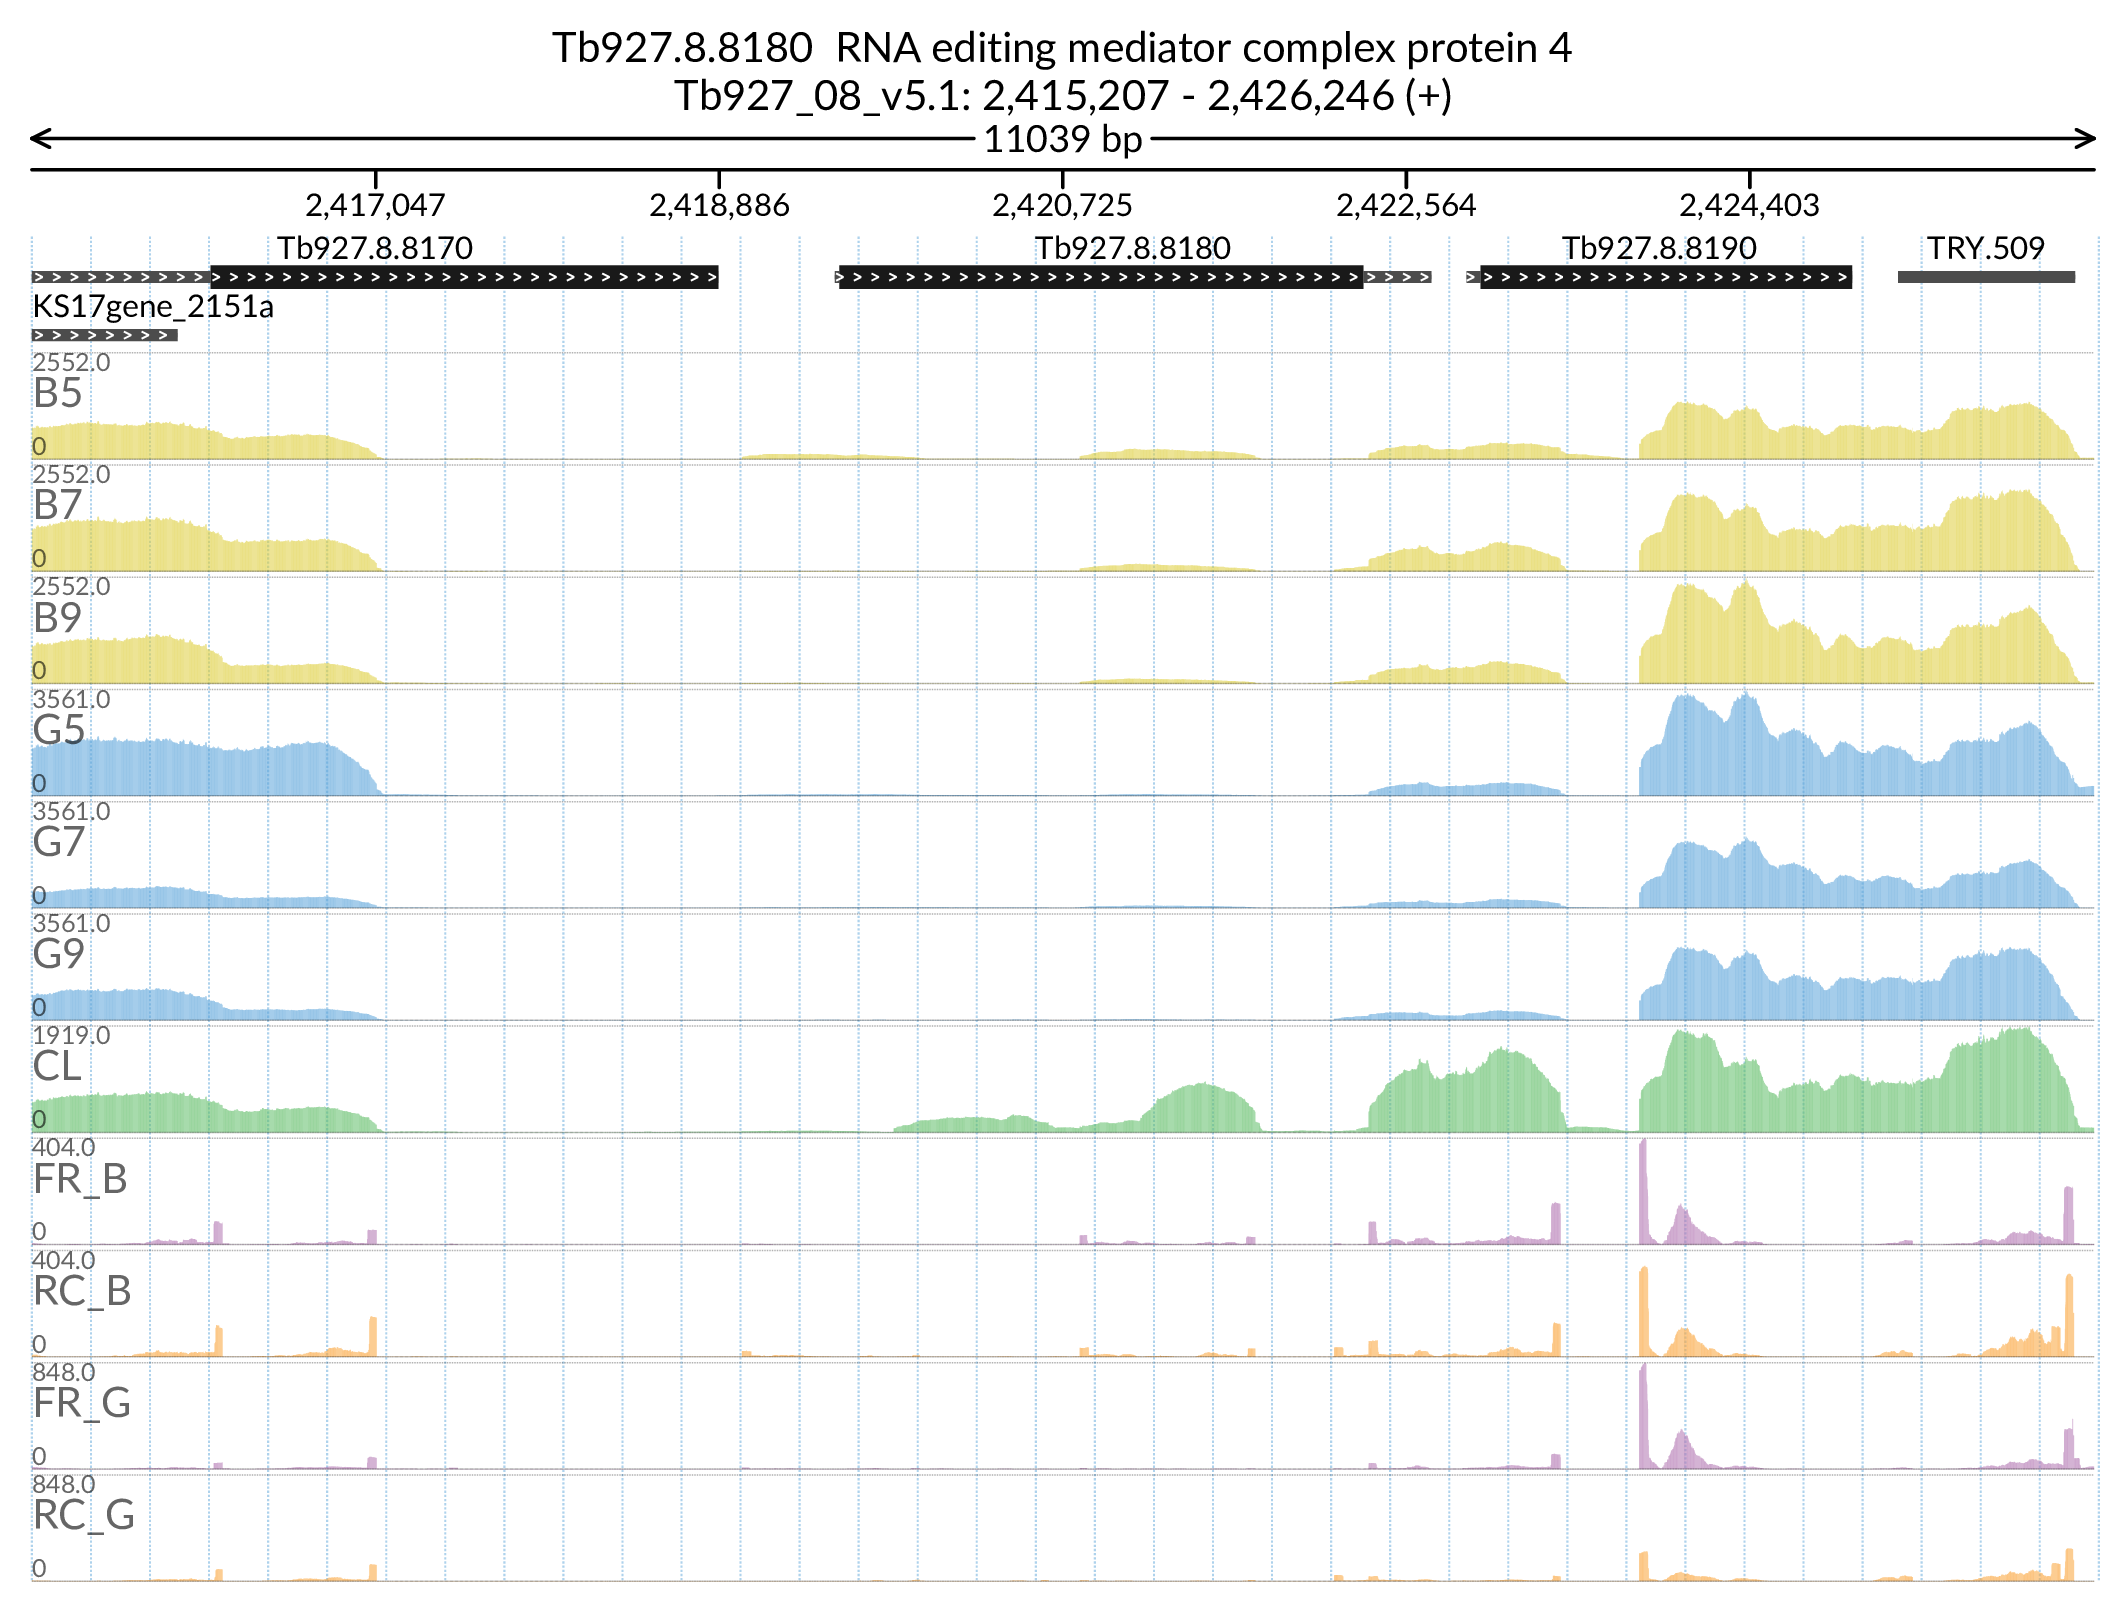 Tb927.8.8180 RNA editing mediator complex protein 4
Tb927_08_v5.1: 2,415,207 - 2,426,246 (+)
11039 bp
2,417,047 2,418,886 2,420,725 2,422,564 2,424,403
Tb927.8.8170 Tb927.8.8180 Tb927.8.8190 TRY.509
KS17gene_2151a
2552.0
B5
0
2552.0
B7
0
2552.0
B9
0
3561.0
G5
0
3561.0
G7
0
3561.0
G9
0
1919.0
CL
0
404.0
FR_B
0
404.0
RC_B
0
848.0
FR_G
0
848.0
RC_G
0